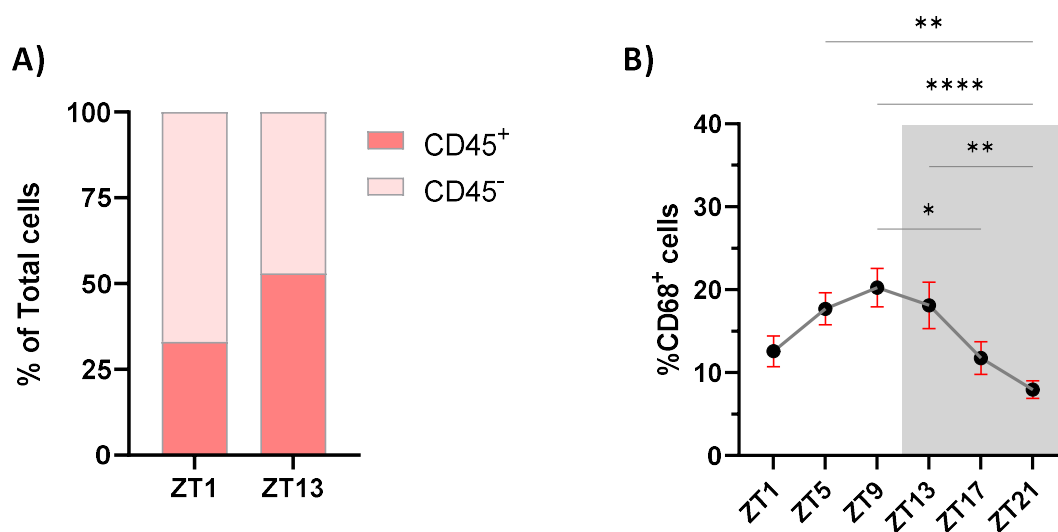 A)
% of Total cells
100
75
50
25
0
ZT1 ZT13
CD45⁺
CD45⁻
B)
%CD68⁺ cells
40
30
20
10
0
**
****
**
*
ZT1 ZT5 ZT9 ZT13 ZT17 ZT21